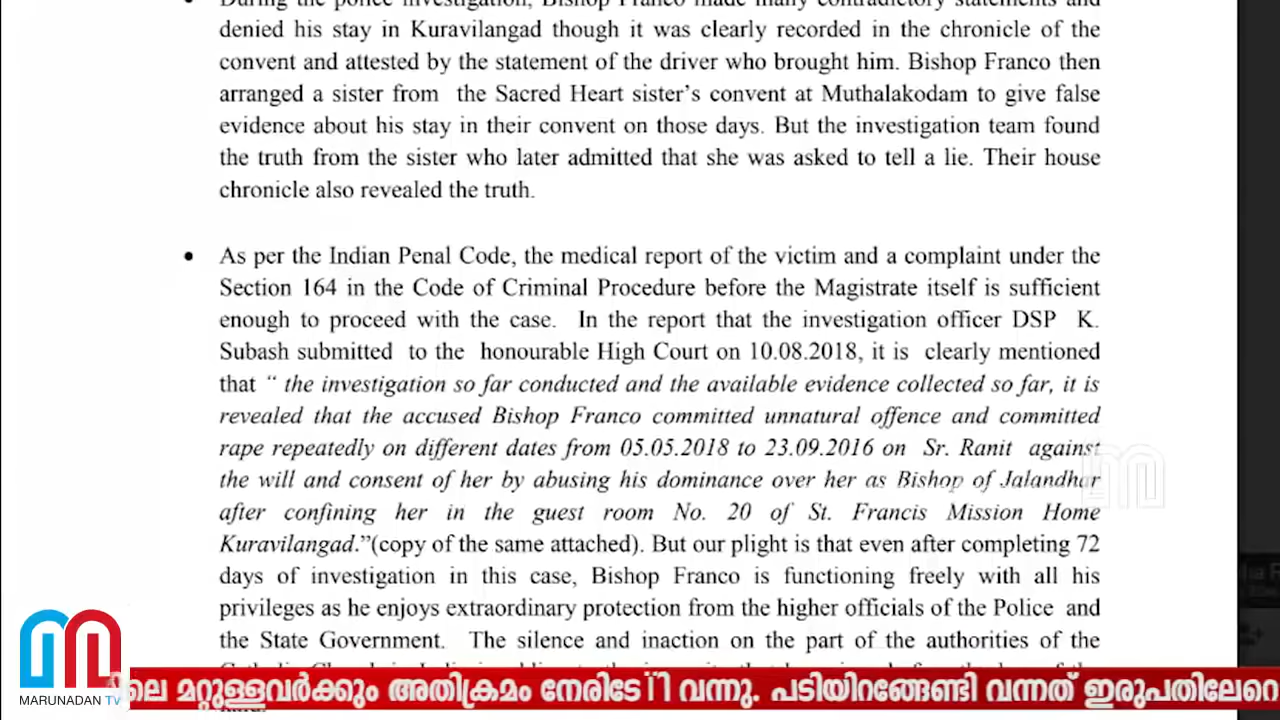 During the police investigation, Bishop Franco made many contradictory statements and
denied his stay in Kuravilangad though it was clearly recorded in the chronicle of the
convent and attested by the statement of the driver who brought him. Bishop Franco then
arranged a sister from the Sacred Heart sister's convent at Muthalakodam to give false
evidence about his stay in their convent on those days. But the investigation team found
the truth from the sister who later admitted that she was asked to tell a lie. Their house
chronicle also revealed the truth.
• As per the Indian Penal Code, the medical report of the victim and a complaint under the
Section 164 in the Code of Criminal Procedure before the Magistrate itself is sufficient
enough to proceed with the case. In the report that the investigation officer DSP K.
Subash submitted to the honourable High Court on 10.08.2018, it is clearly mentioned
that “ the investigation so far conducted and the available evidence collected so far, it is
revealed that the accused Bishop Franco committed unnatural offence and committed
rape repeatedly on different dates from 05.05.2018 to 23.09.2016 on Sr. Ranit against
the will and consent of her by abusing his dominance over her as Bishop of Jalandhar
after confining her in the guest room No. 20 of St. Francis Mission Home
Kuravilangad.”(copy of the same attached). But our plight is that even after completing 72
days of investigation in this case, Bishop Franco is functioning freely with all his
privileges as he enjoys extraordinary protection from the higher officials of the Police and
the State Government. The silence and inaction on the part of the authorities of the
മറ്റുള്ളവർക്കും അതിക്രമം വന്നു. പടിയിറങ്ങേണ്ടി വന്നത് ഇരുപതിലേറെ
MARUNADAN TV